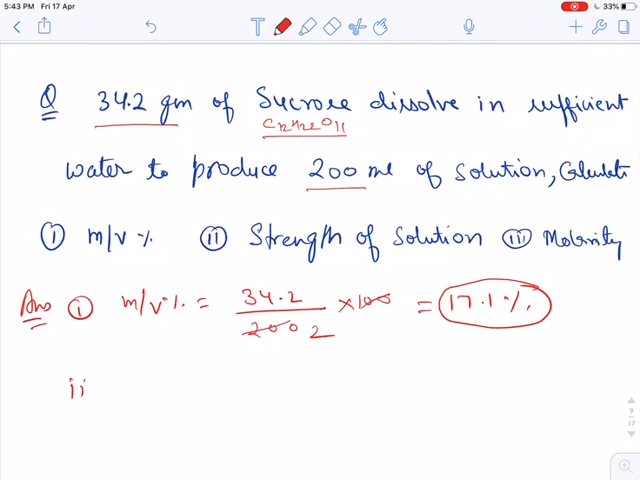 5:43 PM Fri 17 Apr 33%
Q 34.2 gm of Sucrose dissolve in sufficient
C12H22O11
water to produce 200 ml of solution, Calculate
i m/v % ii Strength of Solution iii Molarity
Ans i m/v % = 34.2 / 200 2 × 100 = 17.1 %
ii
9
17